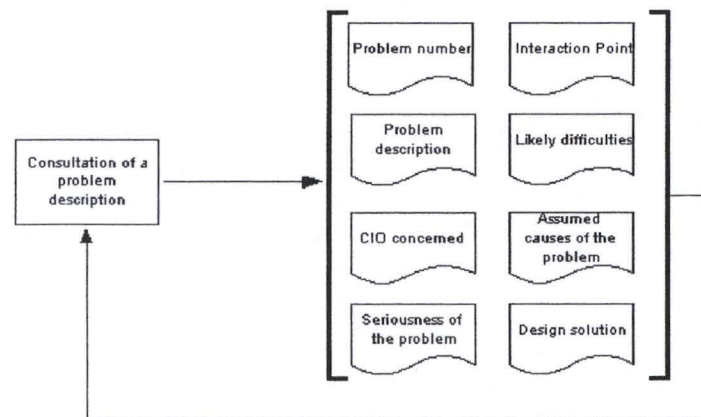 Problem number
Interaction Point
Problem
description
Likely difficulties
Consultation of a
problem
description
CIO concerned
Assumed
causes of the
problem
Seriousness of
the problem
Design solution